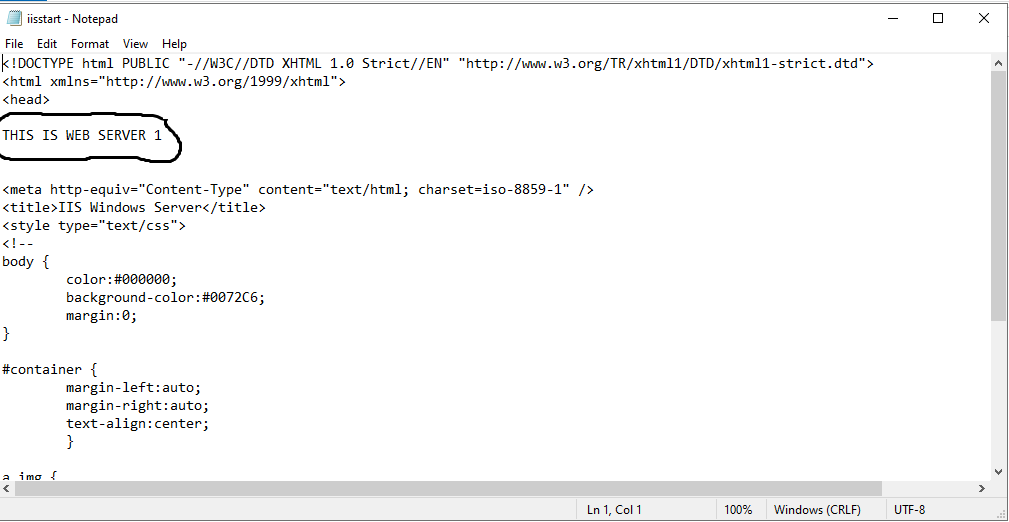 iisstart - Notepad
File Edit Format View Help
<!DOCTYPE html PUBLIC "-//W3C//DTD XHTML 1.0 Strict//EN" "http://www.w3.org/TR/xhtml1/DTD/xhtml1-strict.dtd">
<html xmlns="http://www.w3.org/1999/xhtml">
<head>
THIS IS WEB SERVER 1
<meta http-equiv="Content-Type" content="text/html; charset=iso-8859-1" />
<title>IIS Windows Server</title>
<style type="text/css">
<!--
body {
color:#000000;
background-color:#0072C6;
margin:0;
}
#container {
margin-left:auto;
margin-right:auto;
text-align:center;
}
a img {
Ln 1, Col 1 100% Windows (CRLF) UTF-8